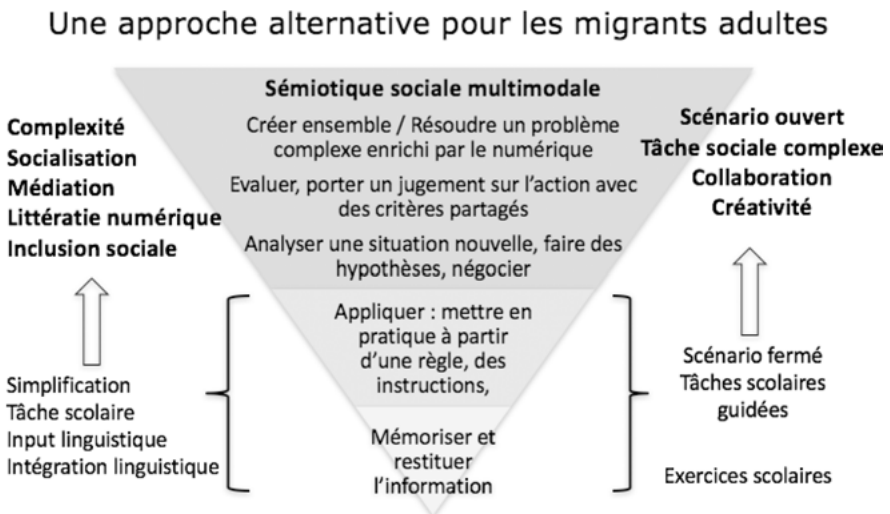 Une approche alternative pour les migrants adultes
Sémiotique sociale multimodale
Créer ensemble / Résoudre un problème
complexe enrichi par le numérique
Evaluer, porter un jugement sur l'action avec
des critères partagés
Analyser une situation nouvelle, faire des
hypothèses, négocier
Appliquer : mettre en
pratique à partir
d'une règle, des
instructions,
Mémoriser et
restituer
l'information
Complexité
Socialisation
Médiation
Littératie numérique
Inclusion sociale
Simplification
Tâche scolaire
Input linguistique
Intégration linguistique
Scénario ouvert
Tâche sociale complexe
Collaboration
Créativité
Scénario fermé
Tâches scolaires
guidées
Exercices scolaires